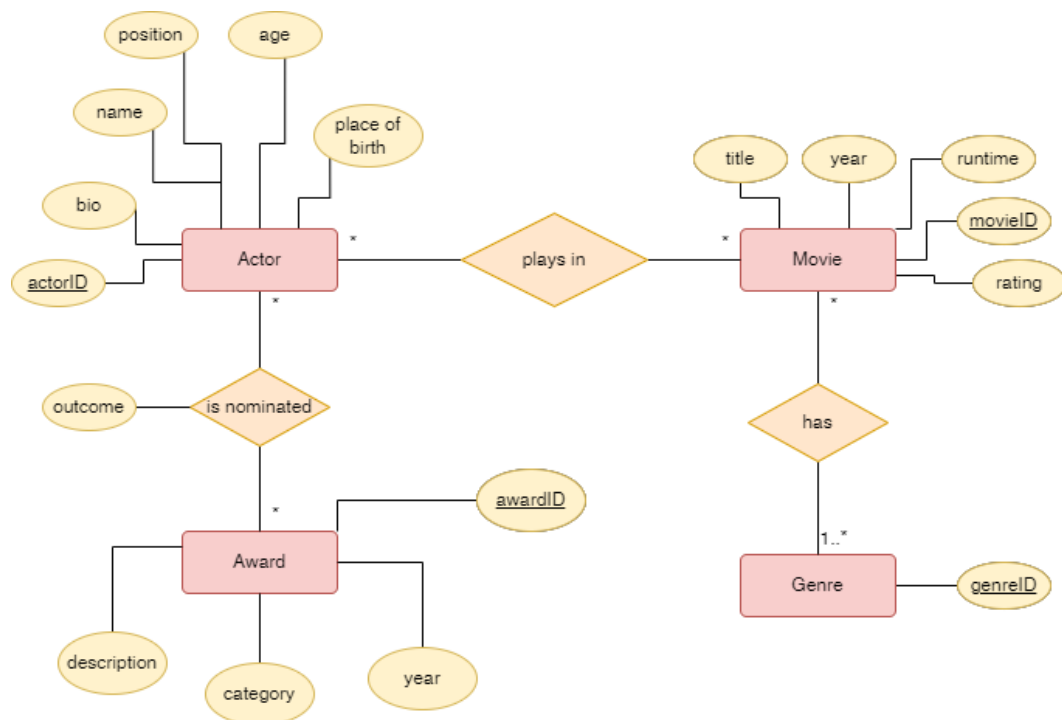 position
age
name
place of
birth
bio
actorID
Actor
*
*
plays in
*
title
year
runtime
movieID
Movie
rating
*
outcome
is nominated
has
*
awardID
Award
1..*
Genre
genreID
description
category
year